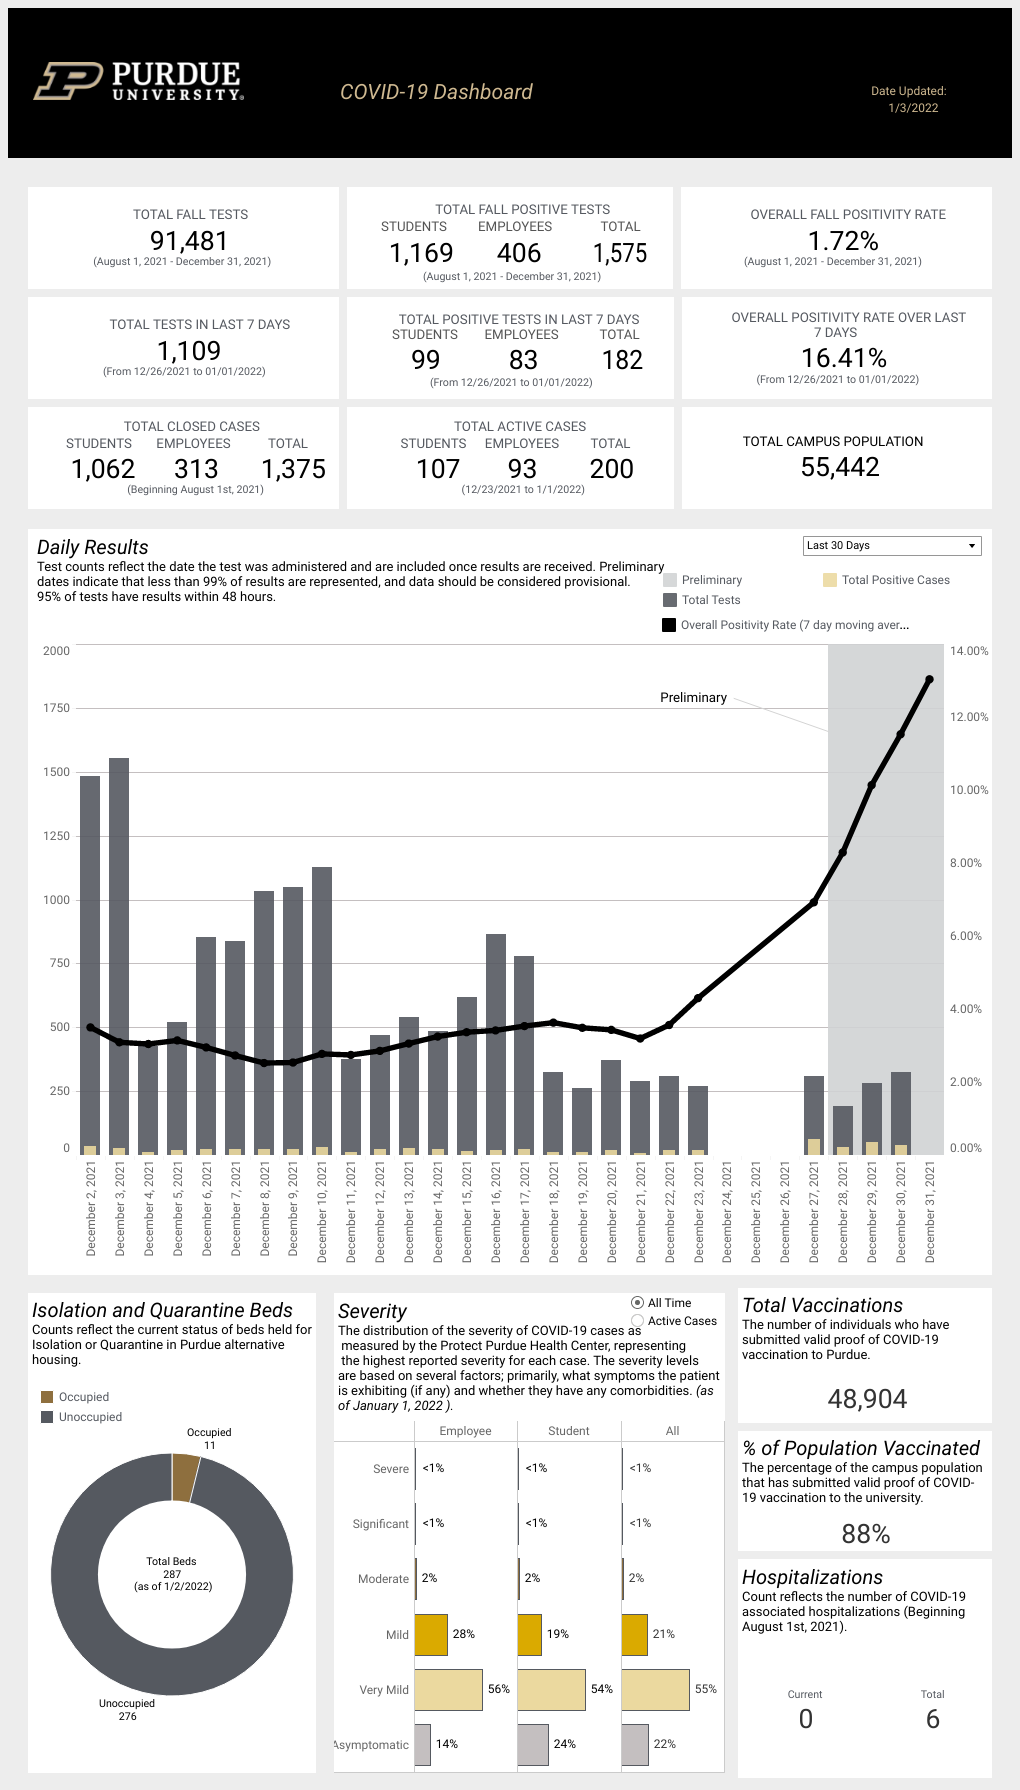 PURDUE
UNIVERSITY®
COVID-19 Dashboard
Date Updated:
1/3/2022
TOTAL FALL TESTS
91,481
(August 1, 2021 - December 31, 2021)
TOTAL FALL POSITIVE TESTS
STUDENTS EMPLOYEES TOTAL
1,169 406 1,575
(August 1, 2021 - December 31, 2021)
OVERALL FALL POSITIVITY RATE
1.72%
(August 1, 2021 - December 31, 2021)
TOTAL TESTS IN LAST 7 DAYS
1,109
(From 12/26/2021 to 01/01/2022)
TOTAL POSITIVE TESTS IN LAST 7 DAYS
STUDENTS EMPLOYEES TOTAL
99 83 182
(From 12/26/2021 to 01/01/2022)
OVERALL POSITIVITY RATE OVER LAST
7 DAYS
16.41%
(From 12/26/2021 to 01/01/2022)
TOTAL CLOSED CASES
STUDENTS EMPLOYEES TOTAL
1,062 313 1,375
(Beginning August 1st, 2021)
TOTAL ACTIVE CASES
STUDENTS EMPLOYEES TOTAL
107 93 200
(12/23/2021 to 1/1/2022)
TOTAL CAMPUS POPULATION
55,442
Daily Results
Test counts reflect the date the test was administered and are included once results are received. Preliminary
dates indicate that less than 99% of results are represented, and data should be considered provisional.
95% of tests have results within 48 hours.
Last 30 Days
Preliminary Total Positive Cases
Total Tests
Overall Positivity Rate (7 day moving aver...
2000 14.00%
Preliminary
1750 12.00%
1500 10.00%
1250
1000 8.00%
750 6.00%
500 4.00%
250 2.00%
0 0.00%
December 2, 2021
December 3, 2021
December 4, 2021
December 5, 2021
December 6, 2021
December 7, 2021
December 8, 2021
December 9, 2021
December 10, 2021
December 11, 2021
December 12, 2021
December 13, 2021
December 14, 2021
December 15, 2021
December 16, 2021
December 17, 2021
December 18, 2021
December 19, 2021
December 20, 2021
December 21, 2021
December 22, 2021
December 23, 2021
December 24, 2021
December 25, 2021
December 26, 2021
December 27, 2021
December 28, 2021
December 29, 2021
December 30, 2021
December 31, 2021
Isolation and Quarantine Beds
Counts reflect the current status of beds held for
Isolation or Quarantine in Purdue alternative
housing.
Occupied
Unoccupied
Occupied
11
Total Beds
287
(as of 1/2/2022)
Unoccupied
276
Severity
All Time
Active Cases
The distribution of the severity of COVID-19 cases as
measured by the Protect Purdue Health Center, representing
the highest reported severity for each case. The severity levels
are based on several factors; primarily, what symptoms the patient
is exhibiting (if any) and whether they have any comorbidities. (as
of January 1, 2022 ).
Employee Student All
Severe <1% <1% <1%
Significant <1% <1% <1%
Moderate 2% 2% 2%
Mild 28% 19% 21%
Very Mild 56% 54% 55%
Asymptomatic 14% 24% 22%
Total Vaccinations
The number of individuals who have
submitted valid proof of COVID-19
vaccination to Purdue.
48,904
% of Population Vaccinated
The percentage of the campus population
that has submitted valid proof of COVID-
19 vaccination to the university.
88%
Hospitalizations
Count reflects the number of COVID-19
associated hospitalizations (Beginning
August 1st, 2021).
Current Total
0 6